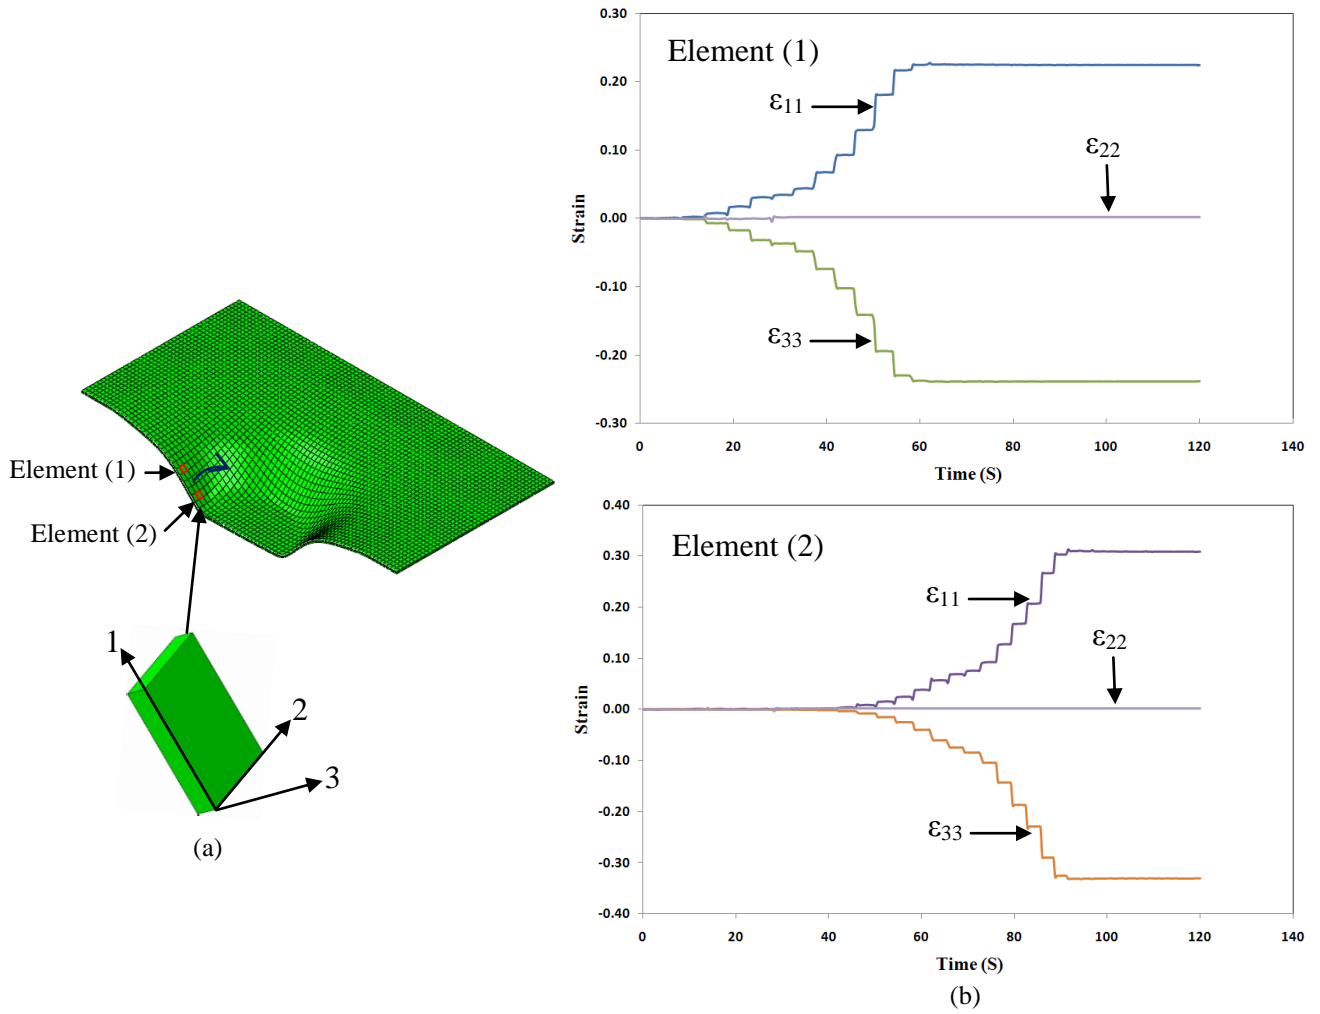 Element (1)
Element (2)
1
2
3
(a)
0.30
0.20
0.10
0.00
-0.10
-0.20
-0.30
Strain
Element (1)
ε11
ε22
ε33
0 20 40 60 80 100 120 140
Time (S)
0.40
0.30
0.20
0.10
0.00
-0.10
-0.20
-0.30
-0.40
Strain
Element (2)
ε11
ε22
ε33
0 20 40 60 80 100 120 140
Time (S)
(b)